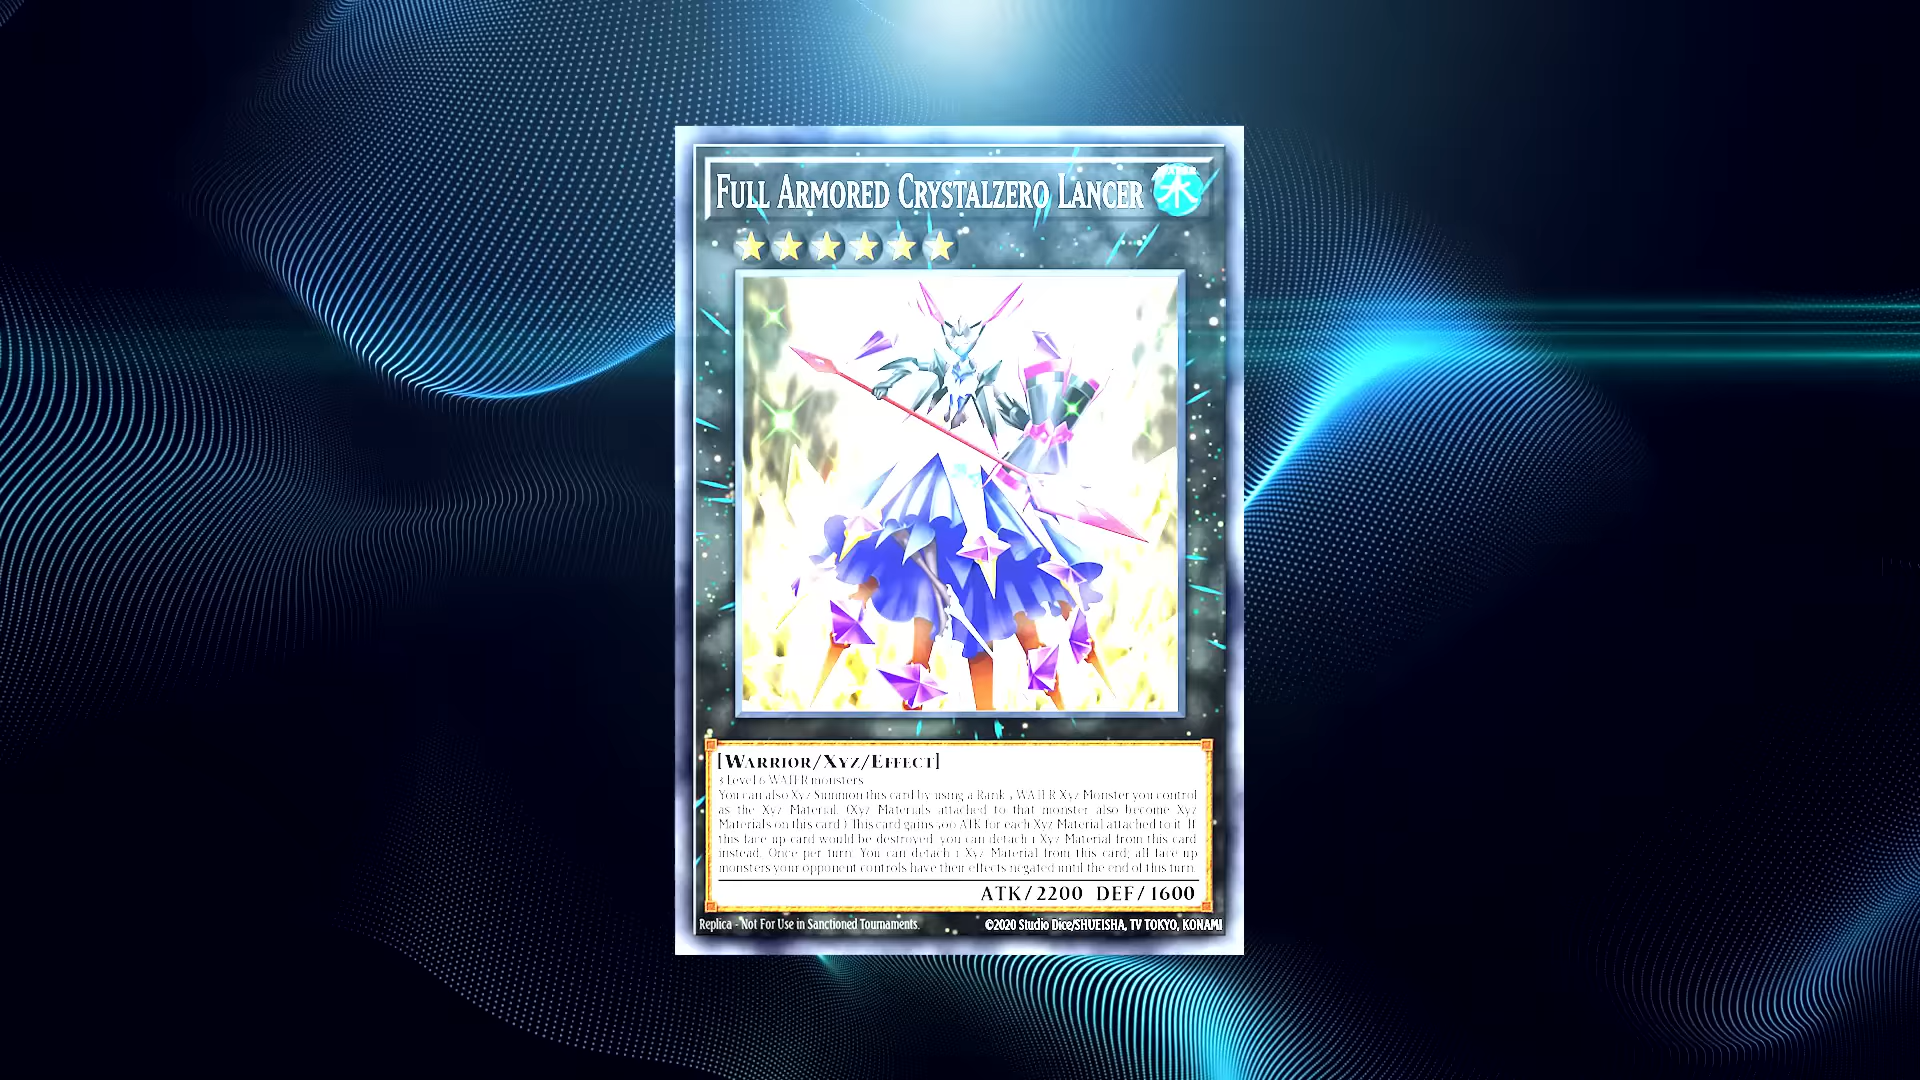 FULL ARMORED CRYSTALZERO LANCER
水
[WARRIOR/XYZ/EFFECT]
3 Level 6 WATER monsters
You can also Xyz Summon this card by using a Rank 5 WATER Xyz Monster you control
as the Xyz Material. (Xyz Materials attached to that monster also become Xyz
Materials on this card.) This card gains 500 ATK for each Xyz Material attached to it. If
this face-up card would be destroyed, you can detach 1 Xyz Material from this card
instead. Once per turn: You can detach 1 Xyz Material from this card; all face-up
monsters your opponent controls have their effects negated until the end of this turn.
ATK/2200 DEF/1600
Replica - Not For Use in Sanctioned Tournaments.
©2020 Studio Dice/SHUEISHA, TV TOKYO, KONAMI